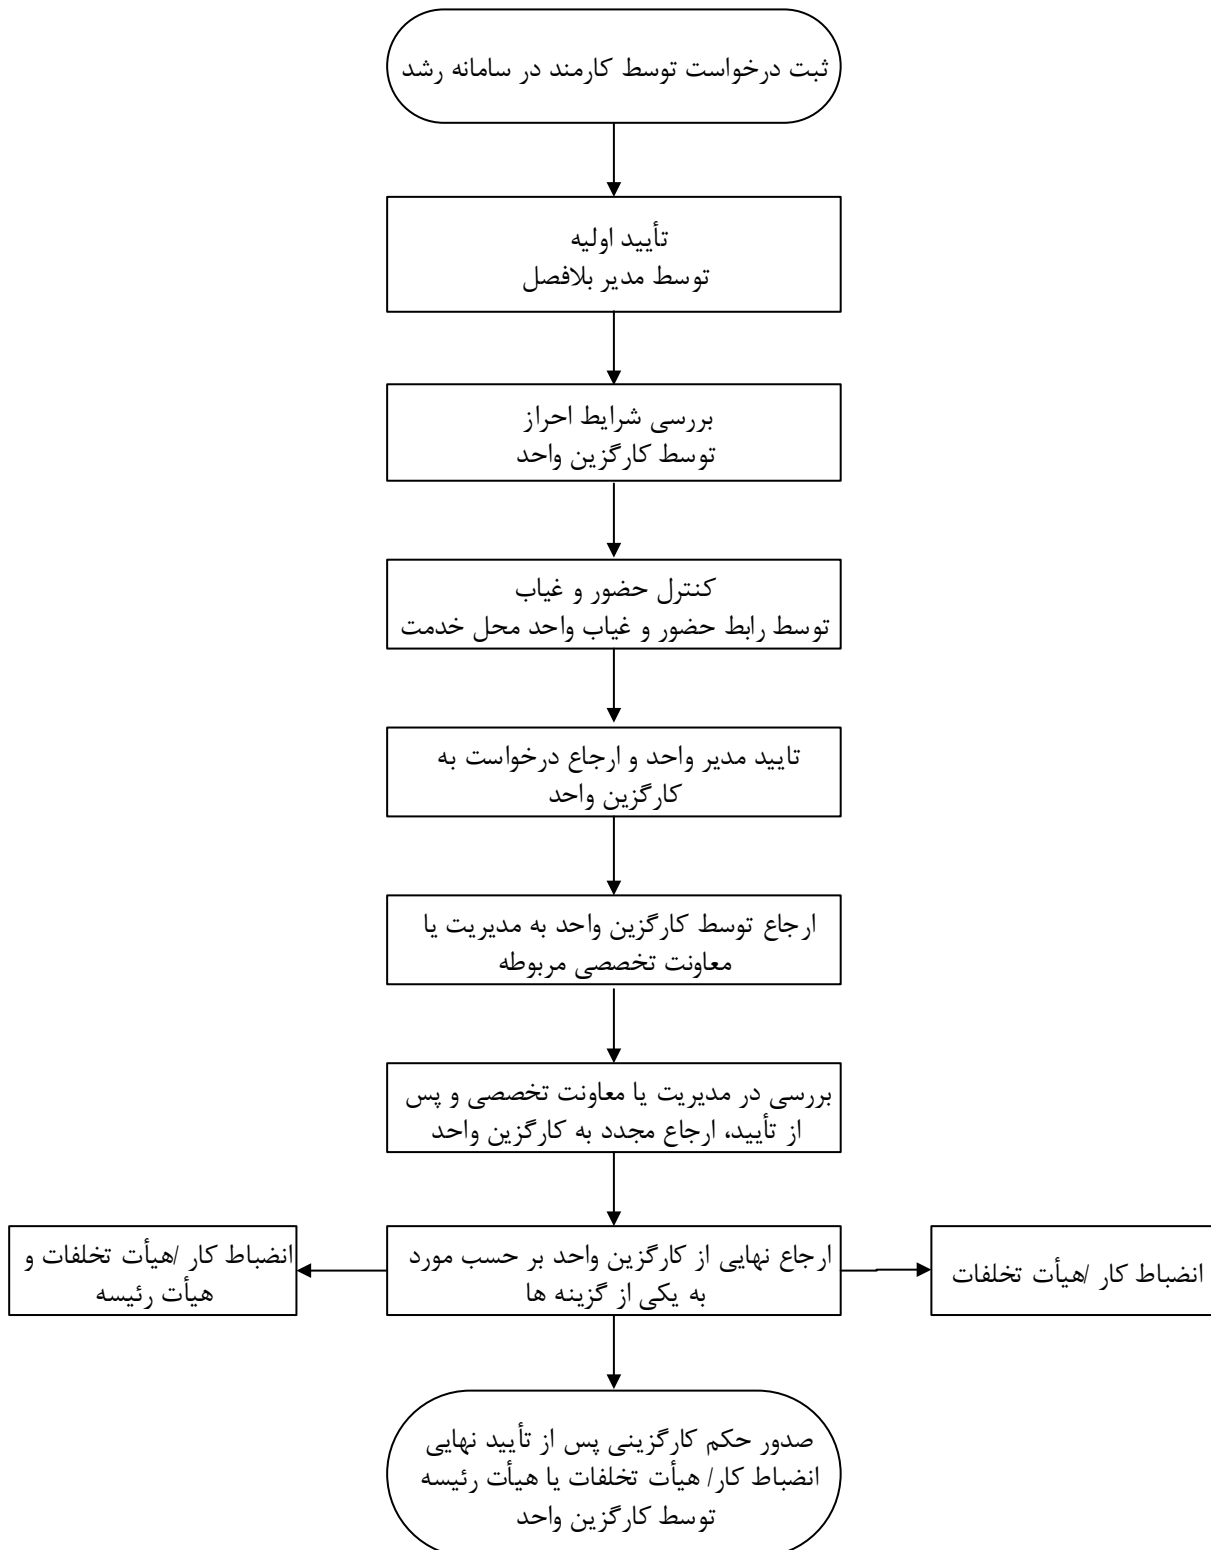 ثبت درخواست توسط کارمند در سامانه رشد
تأیید اولیه
توسط مدیر بلافصل
بررسی شرایط احراز
توسط کارگزین واحد
کنترل حضور و غیاب
توسط رابط حضور و غیاب واحد محل خدمت
تایید مدیر واحد و ارجاع درخواست به
کارگزین واحد
ارجاع توسط کارگزین واحد به مدیریت یا
معاونت تخصصی مربوطه
بررسی در مدیریت یا معاونت تخصصی و پس
از تأیید، ارجاع مجدد به کارگزین واحد
انضباط کار /هیأت تخلفات
ارجاع نهایی از کارگزین واحد بر حسب مورد
به یکی از گزینه ها
انضباط کار /هیأت تخلفات و
هیأت رئیسه
صدور حکم کارگزینی پس از تأیید نهایی
انضباط کار/ هیأت تخلفات یا هیأت رئیسه
توسط کارگزین واحد